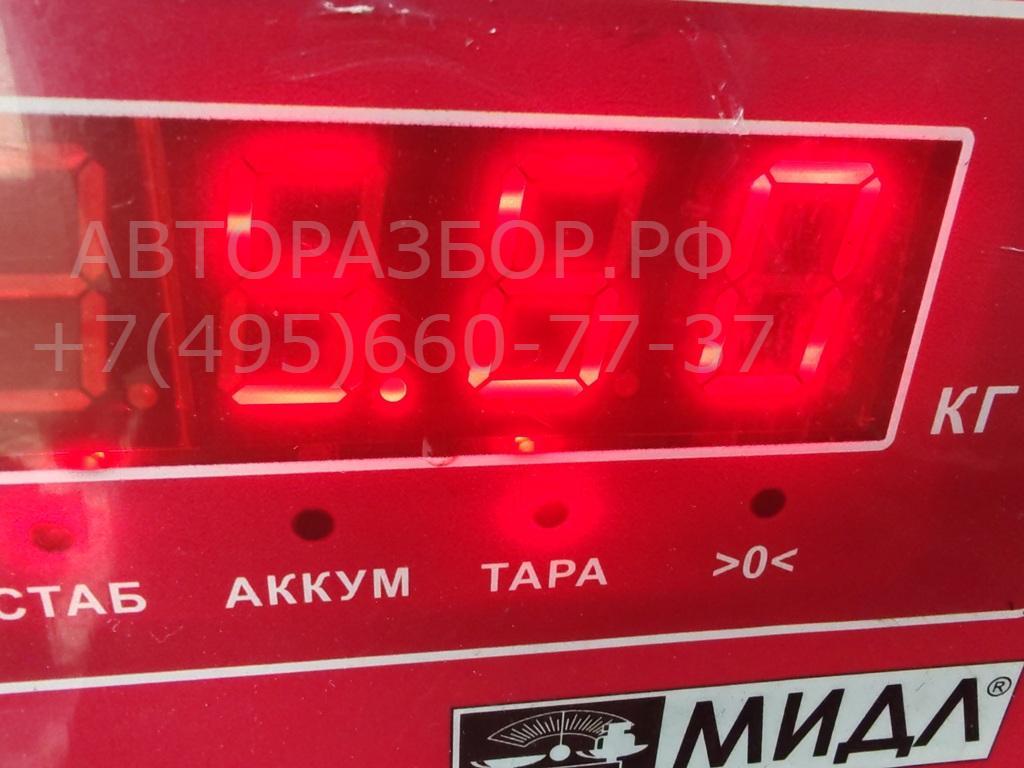 АВТОРАЗБОР.РФ
+7(495)660-77-37
КГ
СТАБ АККУМ ТАРА >0<
МИДЛ®